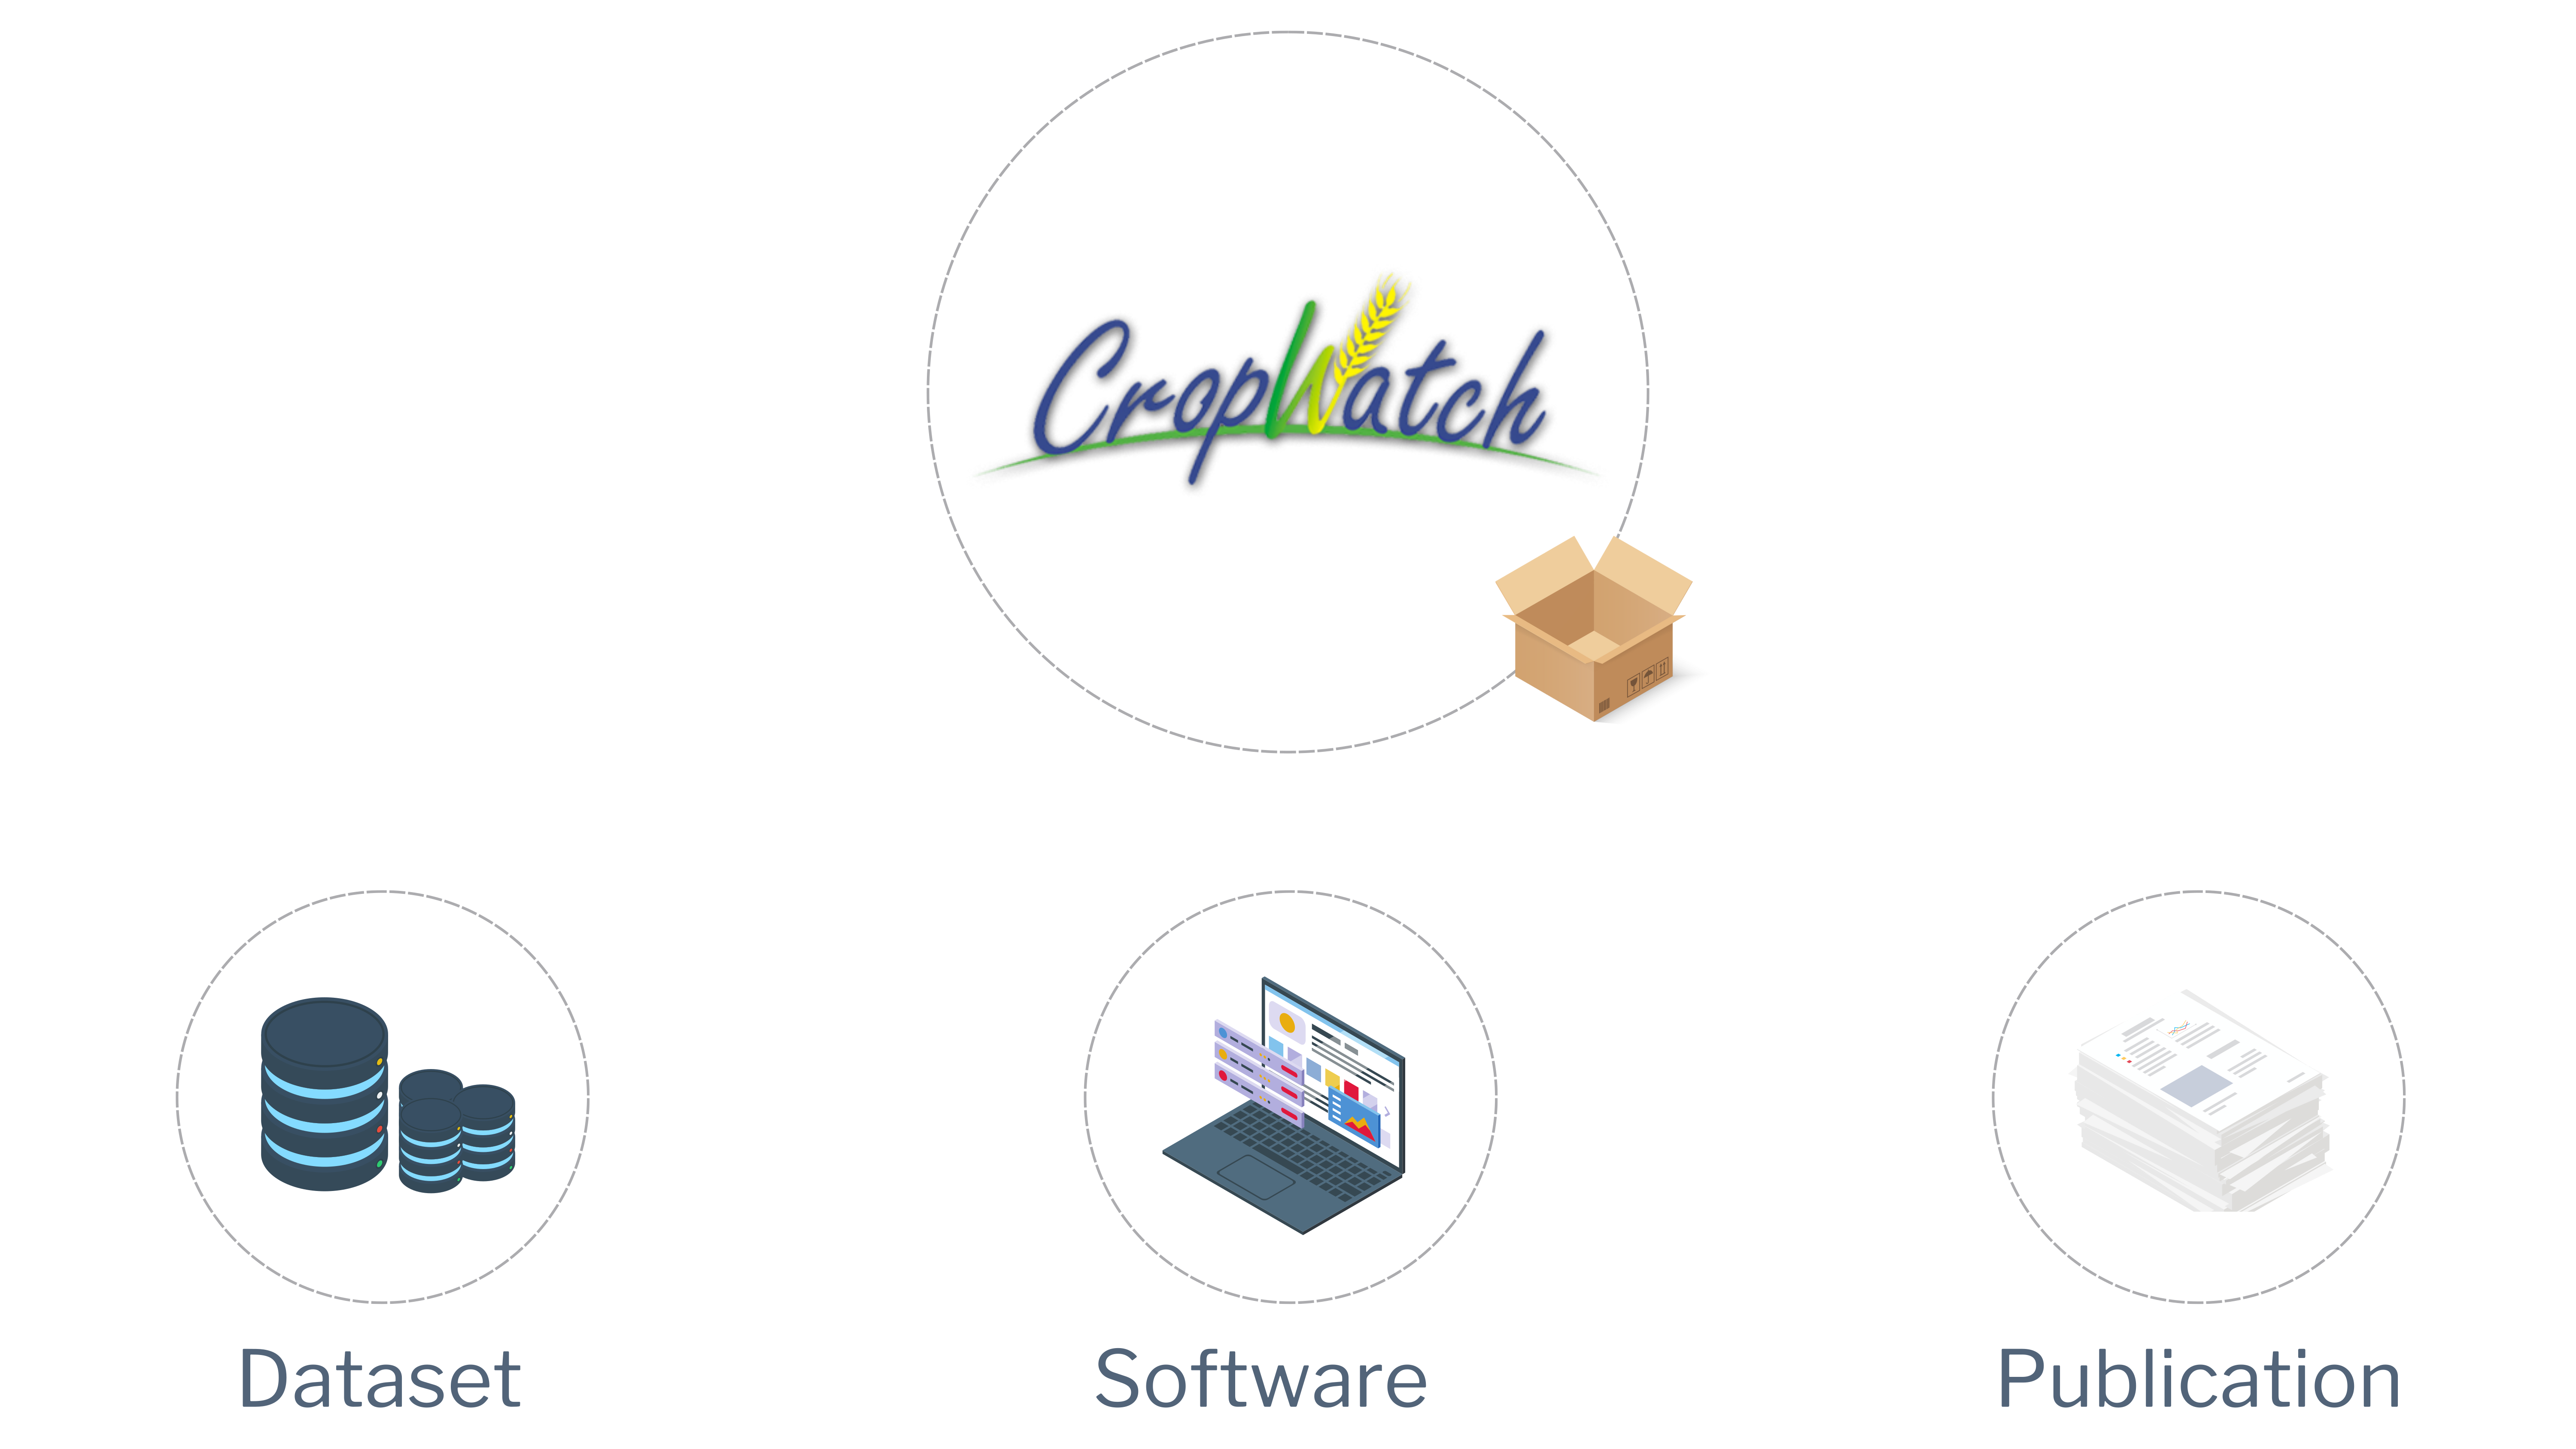 CropWatch
Dataset
Software
Publication